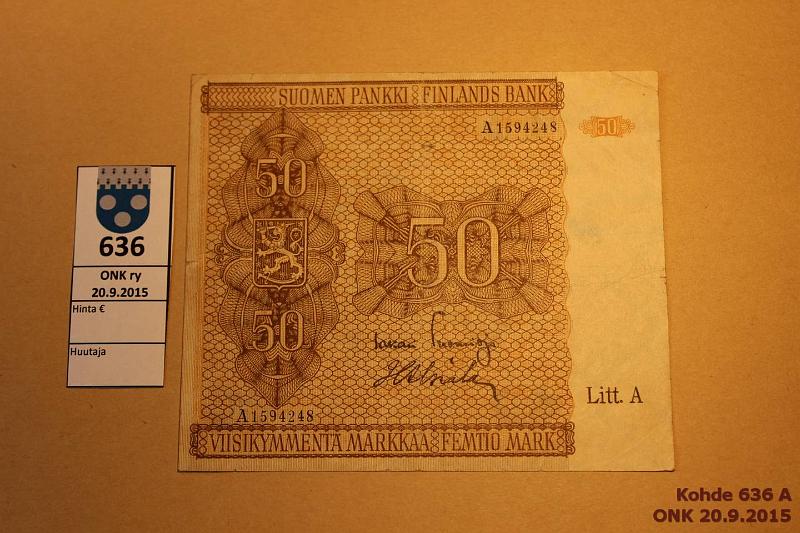 SUOMEN PANKKI FINLANDS BANK
A1594248
50
50
50
50
Litt. A
A1594248
VIISIKYMMENTÄ MARKKAA FEMTIO MARK
636
ONK ry
20.9.2015
Hinta €
Huutaja
Kohde 636 A
ONK 20.9.2015